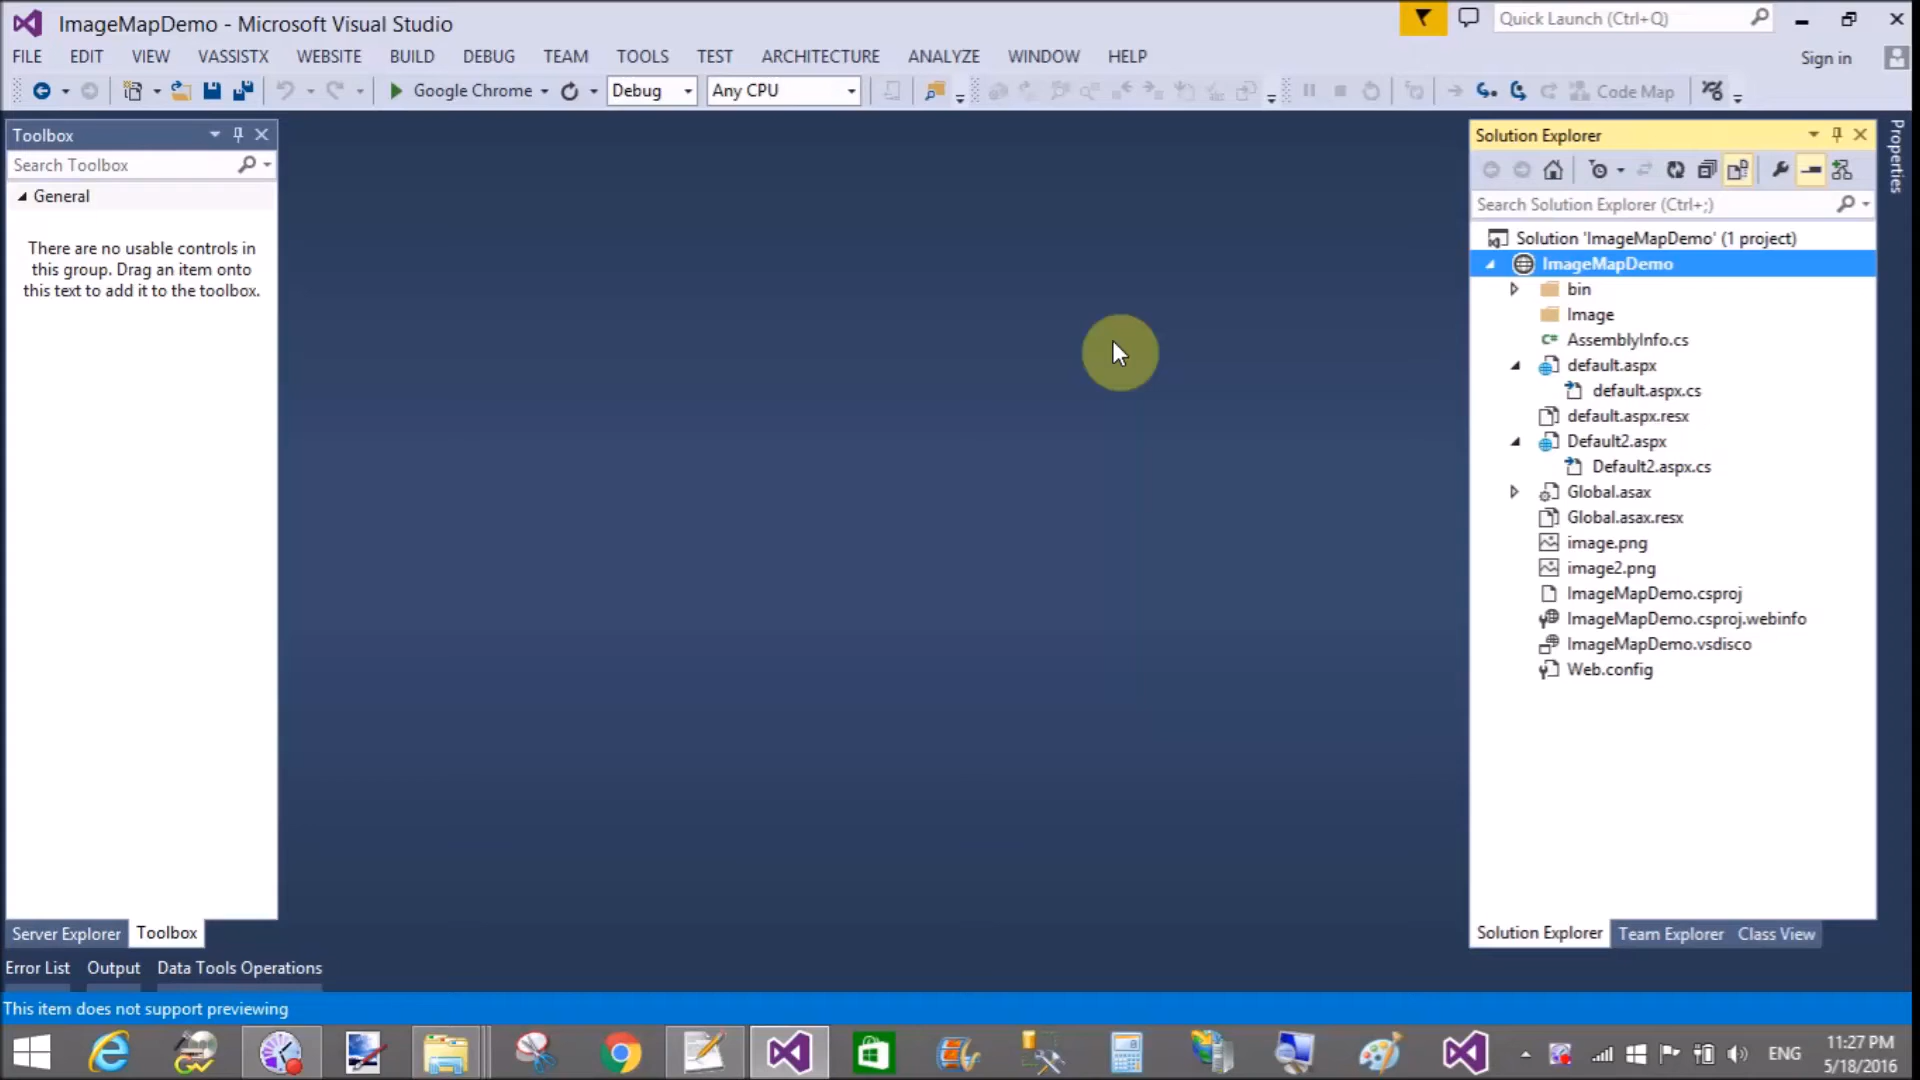 ImageMapDemo - Microsoft Visual Studio
Quick Launch (Ctrl+Q)
FILE EDIT VIEW VASSISTX WEBSITE BUILD DEBUG TEAM TOOLS TEST ARCHITECTURE ANALYZE WINDOW HELP
Sign in
Google Chrome Debug Any CPU Code Map
Toolbox
Search Toolbox
General
There are no usable controls in
this group. Drag an item onto
this text to add it to the toolbox.
Server Explorer Toolbox
Error List Output Data Tools Operations
Solution Explorer
Search Solution Explorer (Ctrl+;)
Solution 'ImageMapDemo' (1 project)
ImageMapDemo
bin
Image
AssemblyInfo.cs
default.aspx
default.aspx.cs
default.aspx.resx
Default2.aspx
Default2.aspx.cs
Global.asax
Global.asax.resx
image.png
image2.png
ImageMapDemo.csproj
ImageMapDemo.csproj.webinfo
ImageMapDemo.vsdisco
Web.config
Solution Explorer Team Explorer Class View
Properties
This item does not support previewing
ENG
11:27 PM
5/18/2016